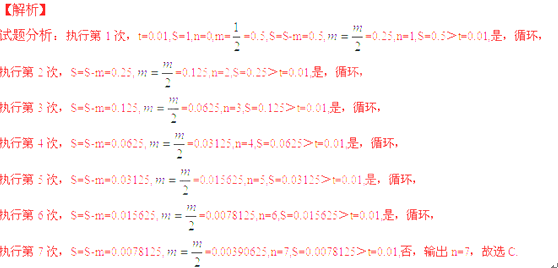 【解析】
试题分析：执行第 1 次，t=0.01,S=1,n=0,m=1/2=0.5,S=S-m=0.5,m=m/2=0.25,n=1,S=0.5＞t=0.01,是，循环，
执行第 2 次，S=S-m=0.25,m=m/2=0.125,n=2,S=0.25＞t=0.01,是，循环，
执行第 3 次，S=S-m=0.125,m=m/2=0.0625,n=3,S=0.125＞t=0.01,是，循环，
执行第 4 次，S=S-m=0.0625,m=m/2=0.03125,n=4,S=0.0625＞t=0.01,是，循环，
执行第 5 次，S=S-m=0.03125,m=m/2=0.015625,n=5,S=0.03125＞t=0.01,是，循环，
执行第 6 次，S=S-m=0.015625,m=m/2=0.0078125,n=6,S=0.015625＞t=0.01,是，循环，
执行第 7 次，S=S-m=0.0078125,m=m/2=0.00390625,n=7,S=0.0078125＞t=0.01,否，输出 n=7，故选 C.